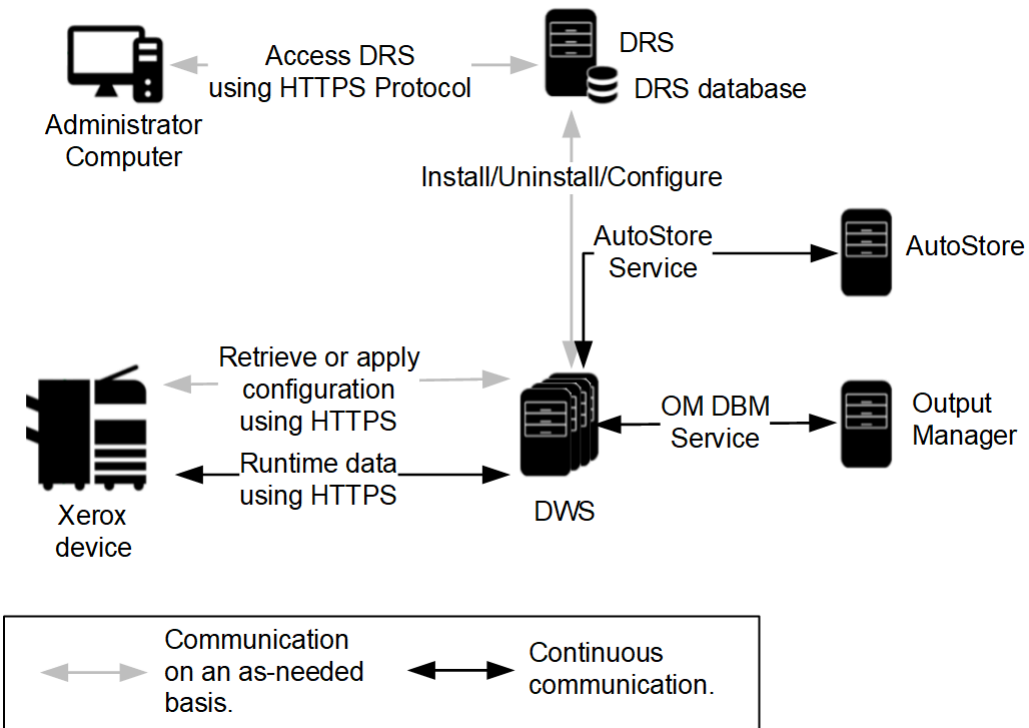 Access DRS
using HTTPS Protocol
DRS
DRS database
Administrator
Computer
Install/Uninstall/Configure
AutoStore
Service
AutoStore
Retrieve or apply
configuration
using HTTPS
OM DBM
Service
Output
Manager
Runtime data
using HTTPS
Xerox
device
DWS
Communication
on an as-needed
basis.
Continuous
communication.